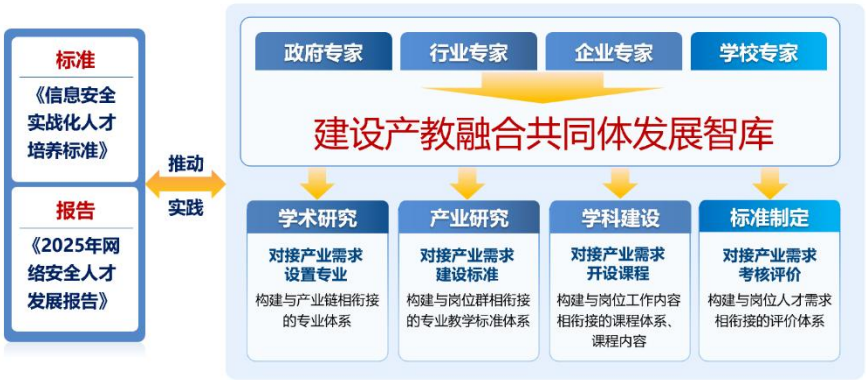 标准
《信息安全
实战化人才
培养标准》
报告
《2025年网
络安全人才
发展报告》
推动
实践
政府专家
行业专家
企业专家
学校专家
建设产教融合共同体发展智库
学术研究
对接产业需求
设置专业
构建与产业链相衔接
的专业体系
产业研究
对接产业需求
建设标准
构建与岗位群相衔接
的专业教学标准体系
学科建设
对接产业需求
开设课程
构建与岗位工作内容
相衔接的课程体系、
课程内容
标准制定
对接产业需求
考核评价
构建与岗位人才需求
相衔接的评价体系